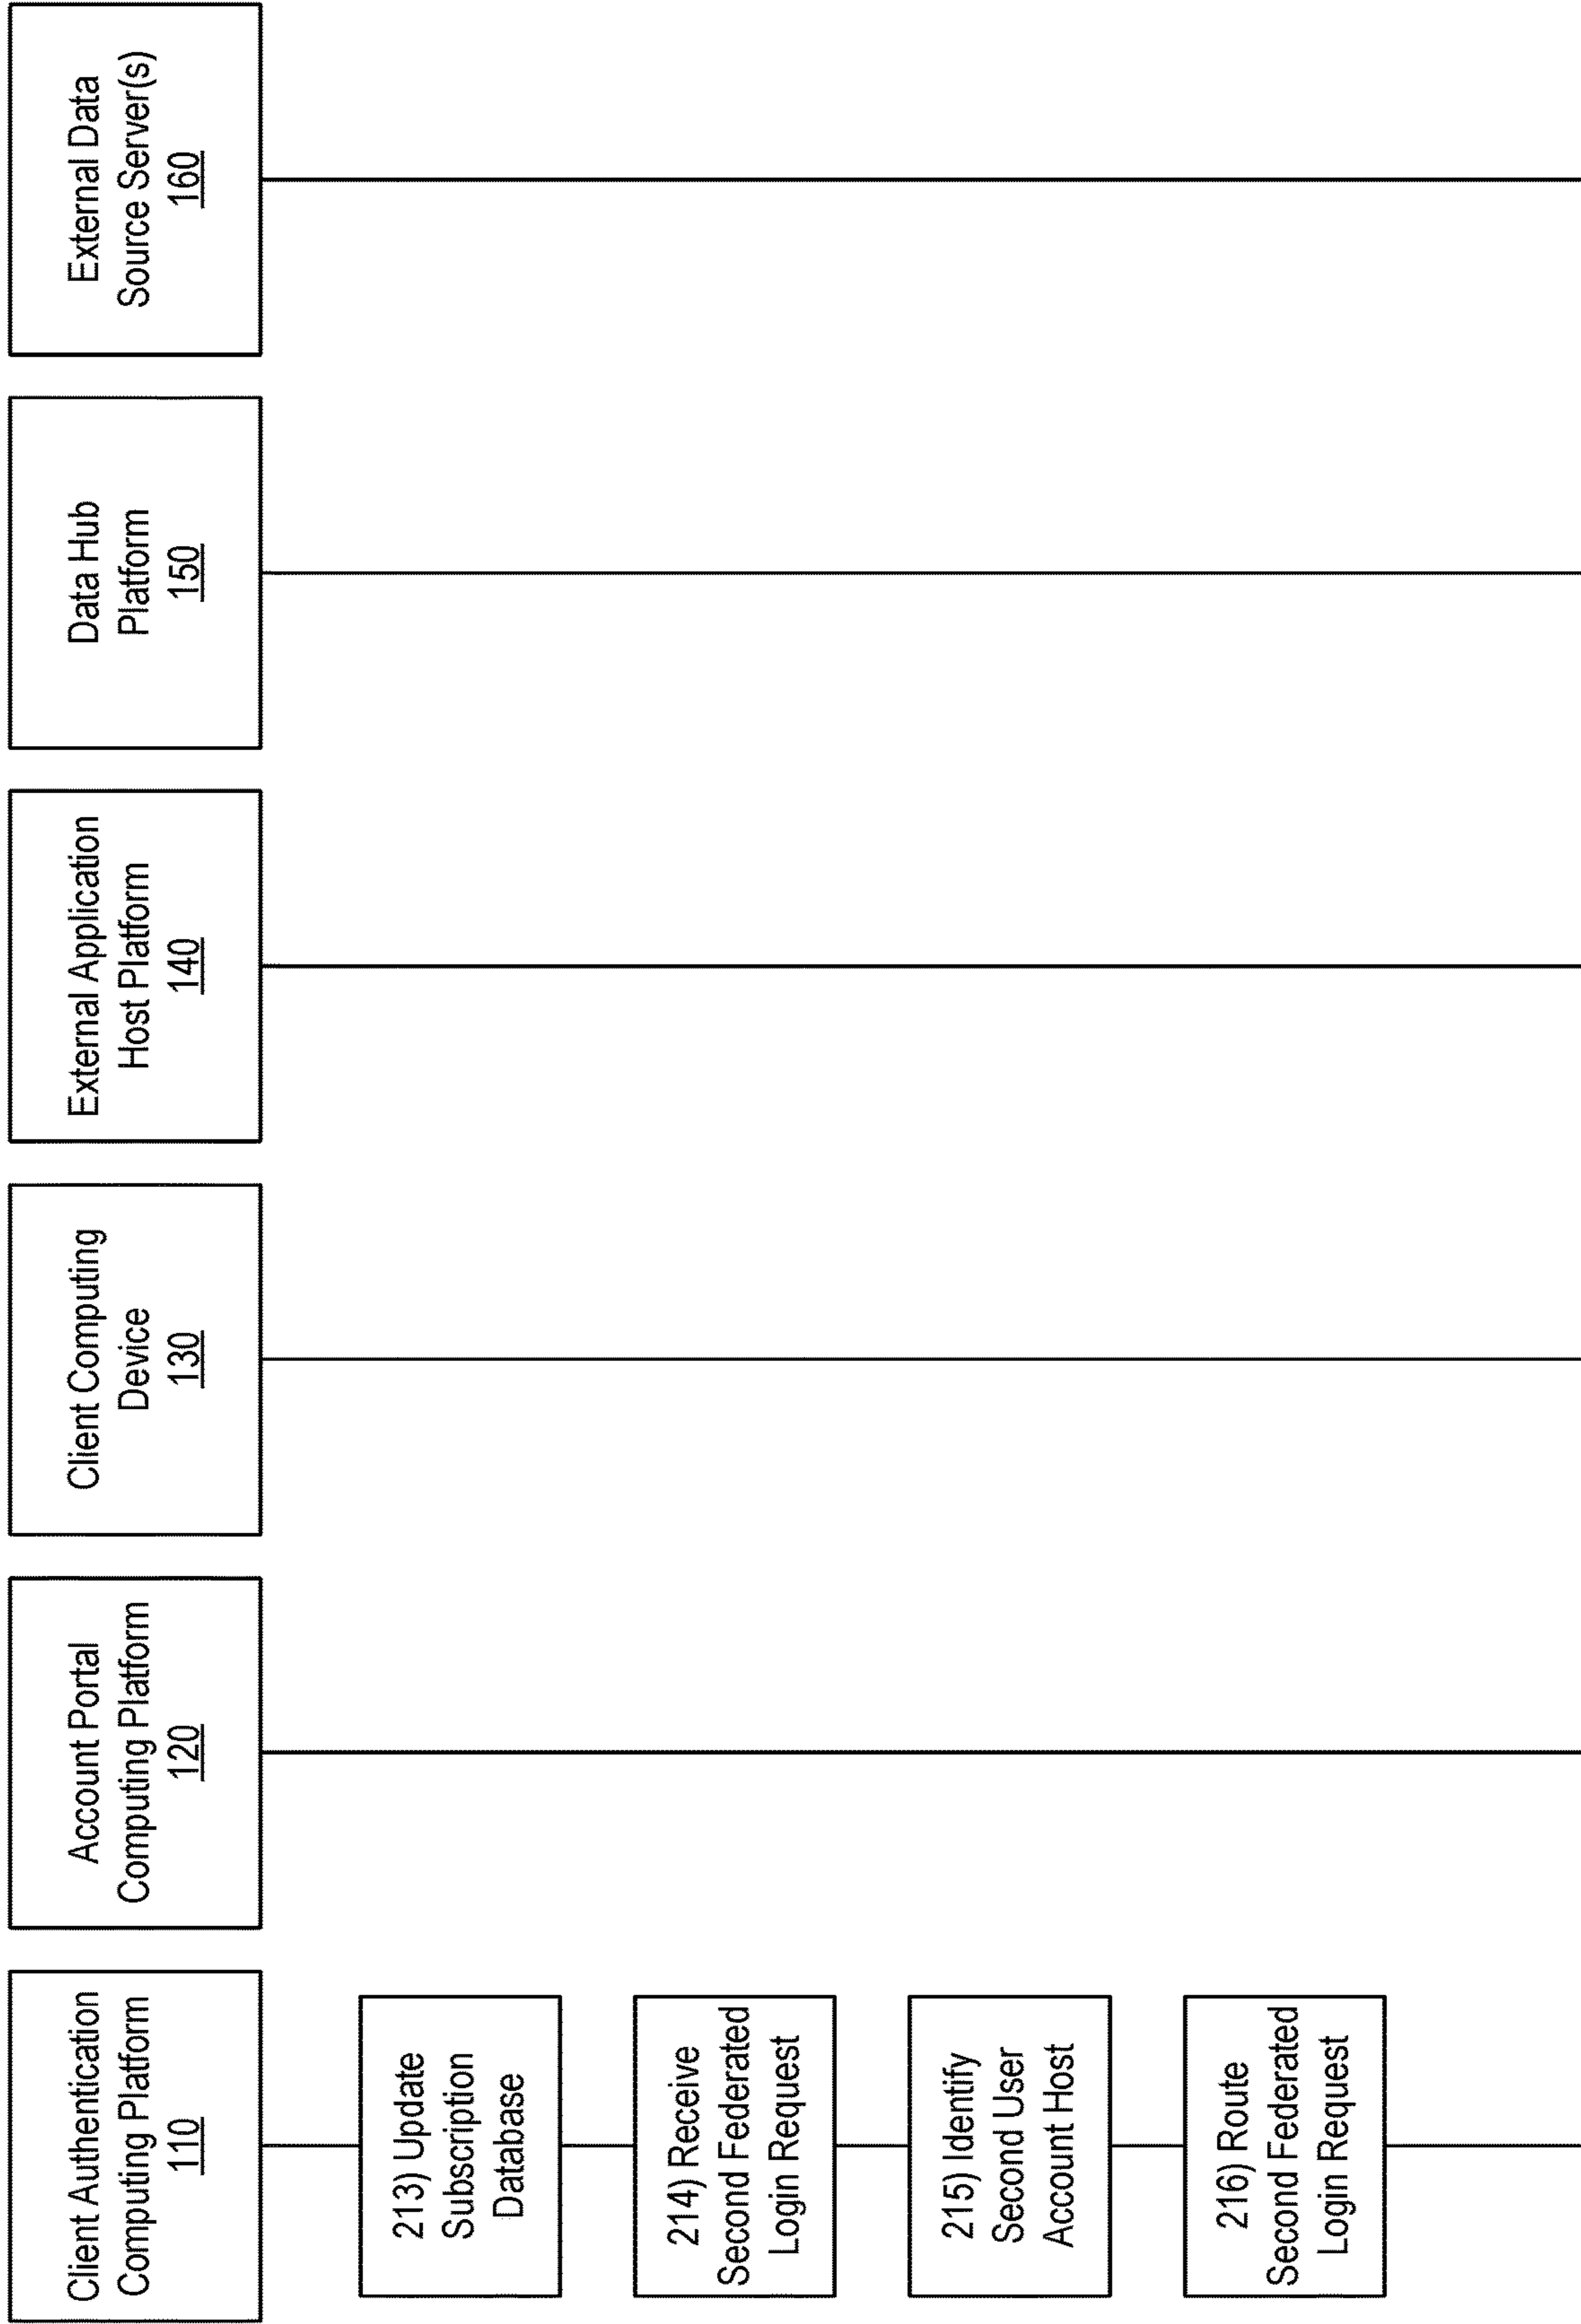 Client Authentication
Computing Platform
110
Account Portal
Computing Platform
120
Client Computing
Device
130
External Application
Host Platform
140
Data Hub
Platform
150
External Data
Source Server(s)
160
213) Update
Subscription
Database
214) Receive
Second Federated
Login Request
215) Identify
Second User
Account Host
216) Route
Second Federated
Login Request